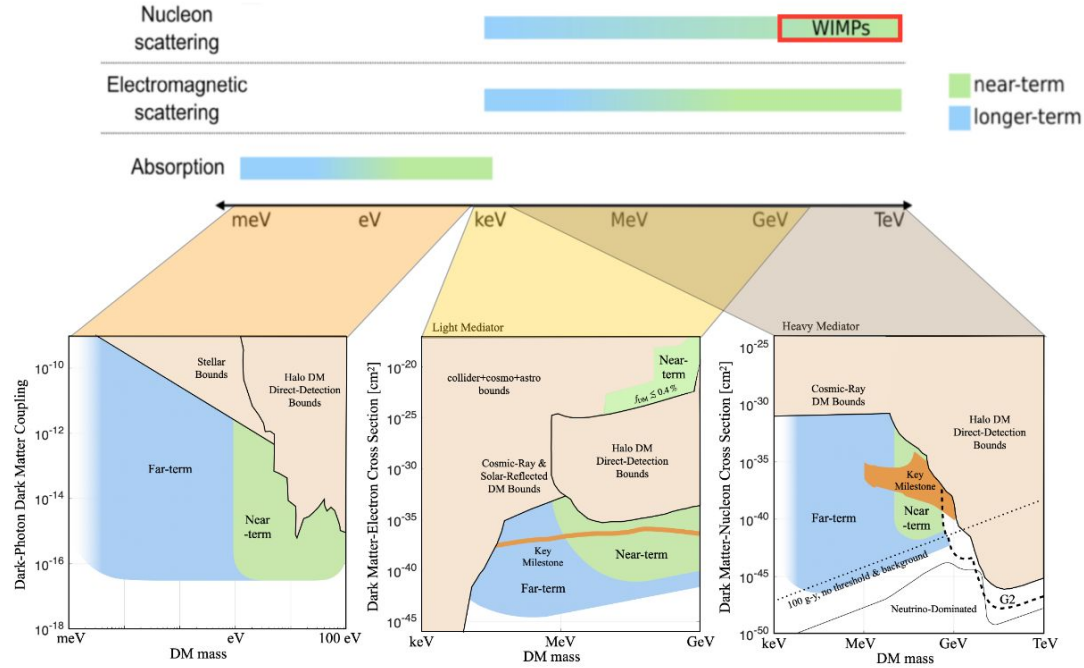 Nucleon
scattering
WIMPs
Electromagnetic
scattering
near-term
longer-term
Absorption
meV
eV
keV
MeV
GeV
TeV
Dark-Photon Dark Matter Coupling
10⁻¹⁰
10⁻¹²
10⁻¹⁴
10⁻¹⁶
10⁻¹⁸
Stellar
Bounds
Halo DM
Direct-Detection
Bounds
Far-term
Near
-term
meV
eV
100 eV
DM mass
Light Mediator
Dark Matter-Electron Cross Section [cm²]
10⁻²⁰
10⁻²⁵
10⁻³⁰
10⁻³⁵
10⁻⁴⁰
10⁻⁴⁵
collider+cosmo+astro
bounds
Near-
term
f_DM ≲ 0.4 %
Cosmic-Ray &
Solar-Reflected
DM Bounds
Halo DM
Direct-Detection
Bounds
Key
Milestone
Near-term
Far-term
keV
MeV
GeV
DM mass
Heavy Mediator
Dark Matter-Nucleon Cross Section [cm²]
10⁻²⁵
10⁻³⁰
10⁻³⁵
10⁻⁴⁰
10⁻⁴⁵
10⁻⁵⁰
Cosmic-Ray
DM Bounds
Halo DM
Direct-Detection
Bounds
Key
Milestone
Far-term
Near
-term
100 g-y, no threshold & background
Neutrino-Dominated
G2
keV
MeV
GeV
TeV
DM mass